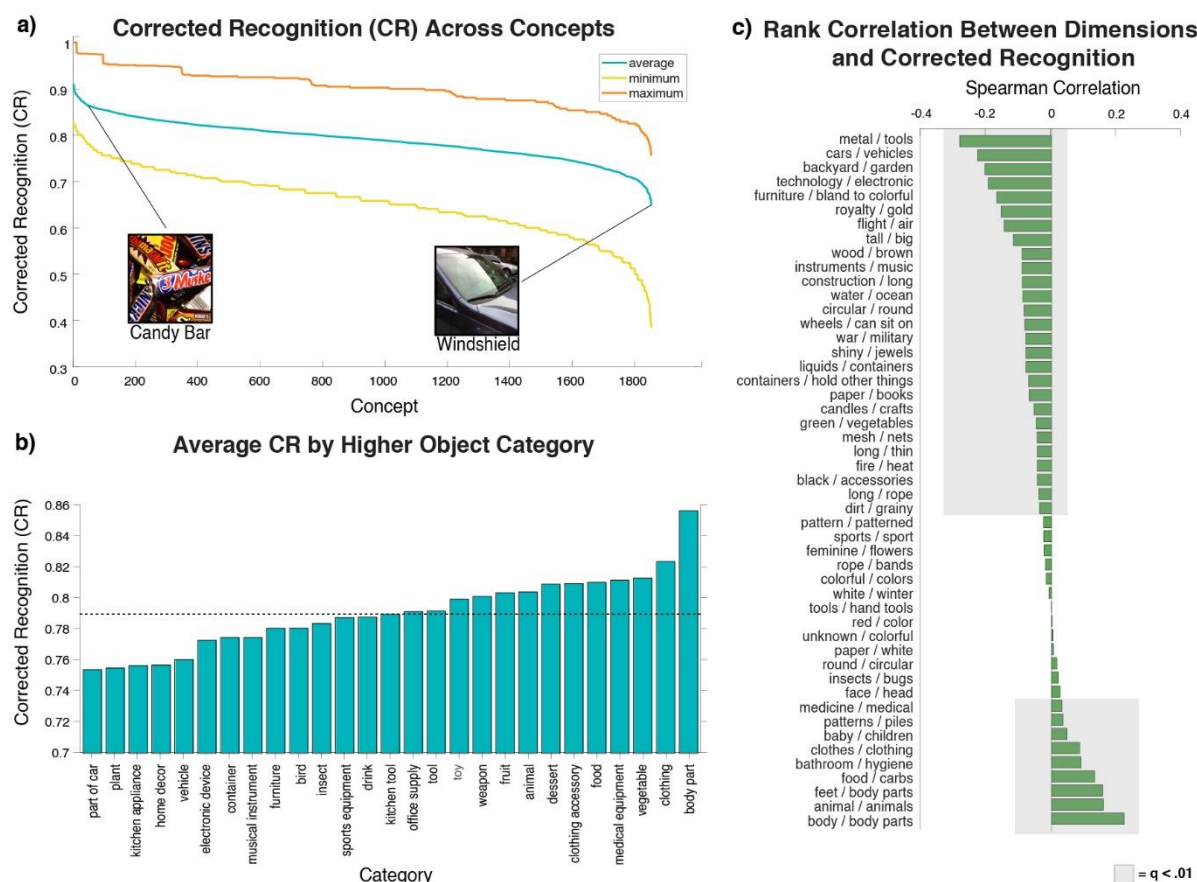 a)
Corrected Recognition (CR) Across Concepts
Corrected Recognition (CR)
1
0.9
0.8
0.7
0.6
0.5
0.4
0.3
average
minimum
maximum
Candy Bar
Windshield
0
200
400
600
800
1000
1200
1400
1600
1800
Concept
b)
Average CR by Higher Object Category
Corrected Recognition (CR)
0.86
0.84
0.82
0.8
0.78
0.76
0.74
0.72
0.7
part of car
plant
kitchen appliance
home decor
vehicle
electronic device
container
musical instrument
furniture
bird
insect
sports equipment
drink
kitchen tool
office supply
tool
toy
weapon
fruit
animal
dessert
clothing accessory
food
medical equipment
vegetable
clothing
body part
Category
c)
Rank Correlation Between Dimensions
and Corrected Recognition
Spearman Correlation
-0.4
-0.2
0
0.2
0.4
metal / tools
cars / vehicles
backyard / garden
technology / electronic
furniture / bland to colorful
royalty / gold
flight / air
tall / big
wood / brown
instruments / music
construction / long
water / ocean
circular / round
wheels / can sit on
war / military
shiny / jewels
liquids / containers
containers / hold other things
paper / books
candles / crafts
green / vegetables
mesh / nets
long / thin
fire / heat
black / accessories
long / rope
dirt / grainy
pattern / patterned
sports / sport
feminine / flowers
rope / bands
colorful / colors
white / winter
tools / hand tools
red / color
unknown / colorful
paper / white
round / circular
insects / bugs
face / head
medicine / medical
patterns / piles
baby / children
clothes / clothing
bathroom / hygiene
food / carbs
feet / body parts
animal / animals
body / body parts
= q < .01